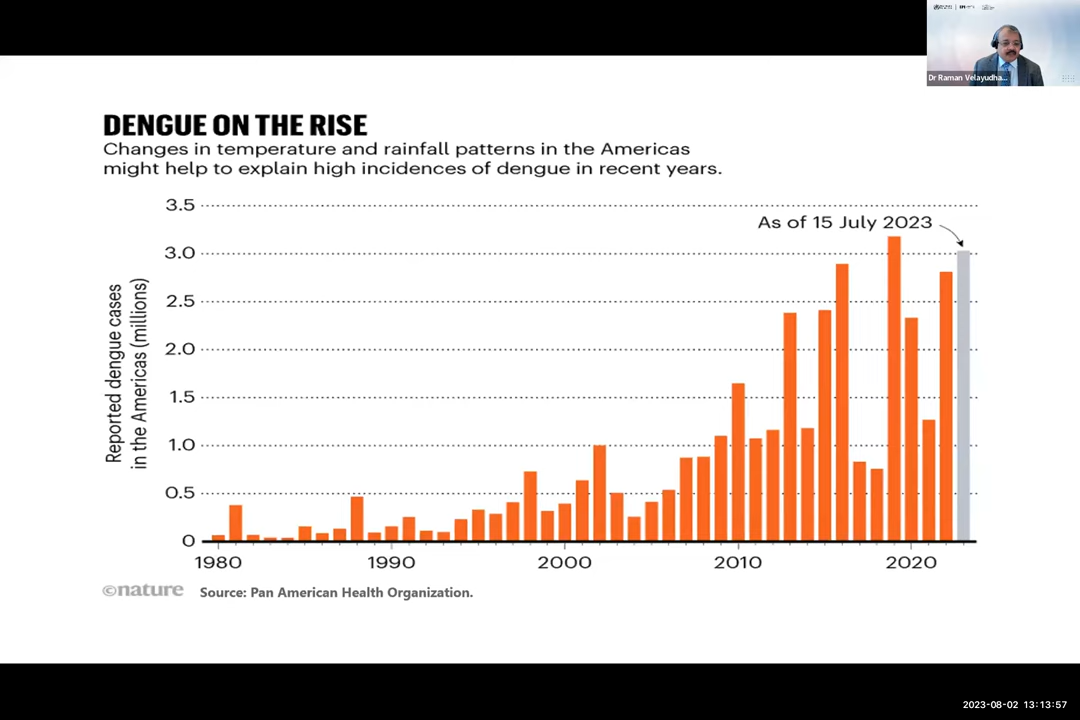 Dr Raman Velayudha...
DENGUE ON THE RISE
Changes in temperature and rainfall patterns in the Americas
might help to explain high incidences of dengue in recent years.
As of 15 July 2023
Reported dengue cases
in the Americas (millions)
3.5
3.0
2.5
2.0
1.5
1.0
0.5
0
1980
1990
2000
2010
2020
©nature
Source: Pan American Health Organization.
2023-08-02 13:13:57